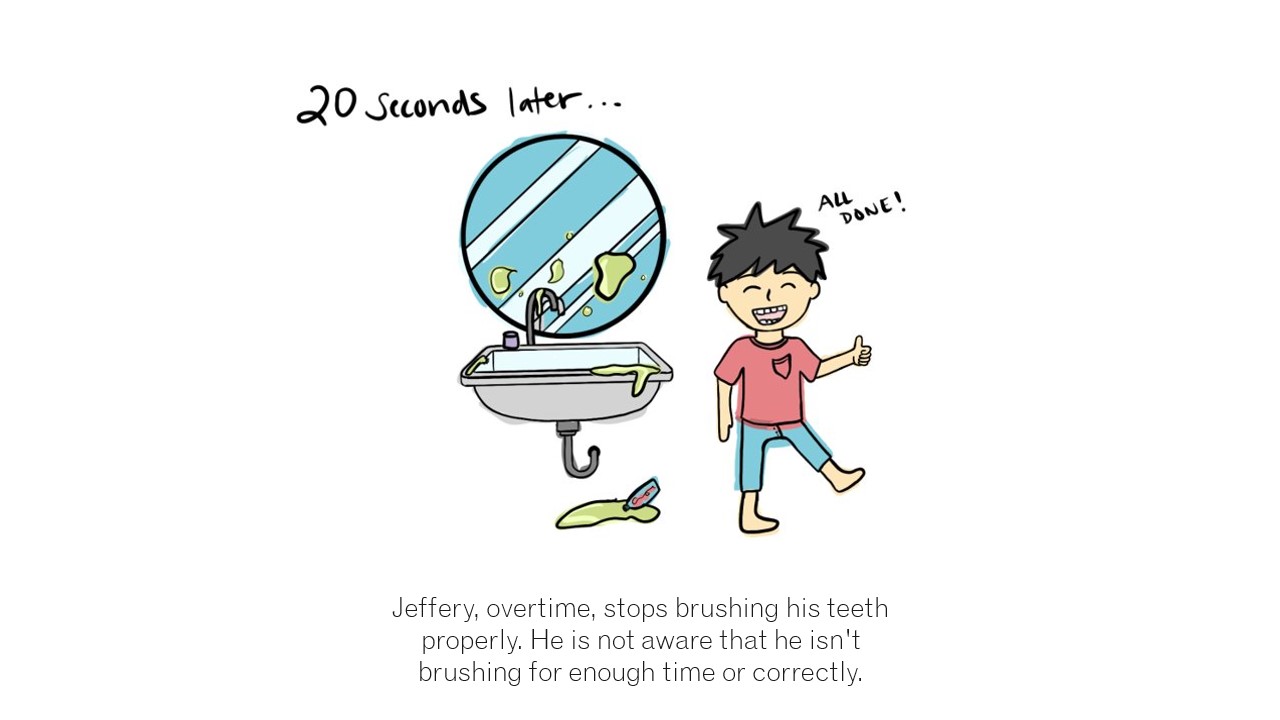 20 seconds later...
ALL
DONE!
Jeffery, overtime, stops brushing his teeth
properly. He is not aware that he isn't
brushing for enough time or correctly.